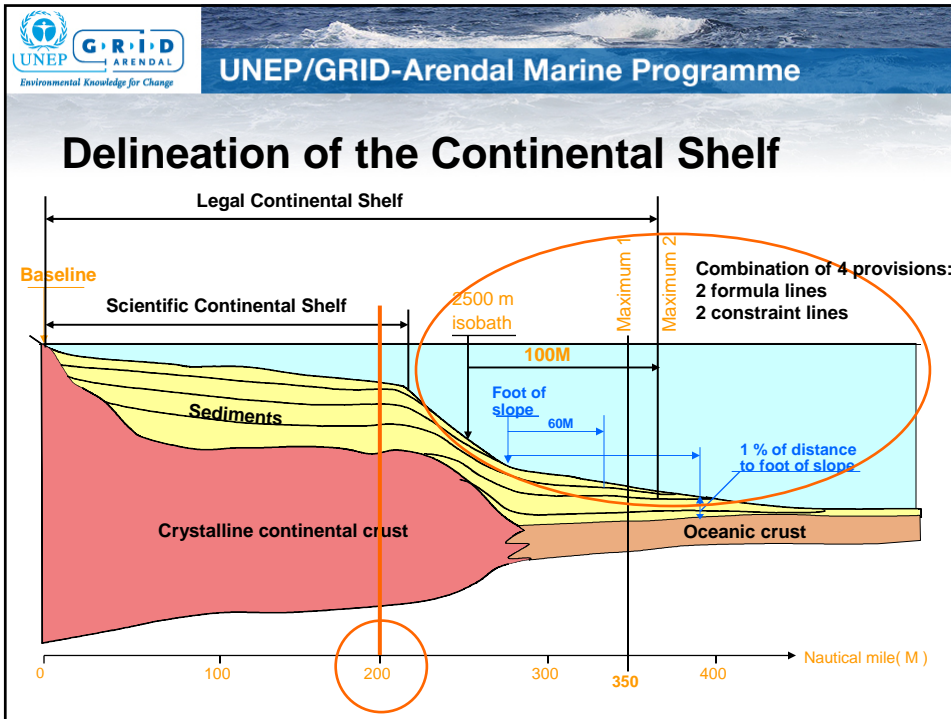 UNEP
G·R·I·D
ARENDAL
Environmental Knowledge for Change
UNEP/GRID-Arendal Marine Programme
Delineation of the Continental Shelf
Legal Continental Shelf
Baseline
Scientific Continental Shelf
2500 m
isobath
Maximum 1
Maximum 2
Combination of 4 provisions:
2 formula lines
2 constraint lines
100M
Foot of
slope
60M
Sediments
1 % of distance
to foot of slope
Crystalline continental crust
Oceanic crust
Nautical mile( M )
0
100
200
300
350
400